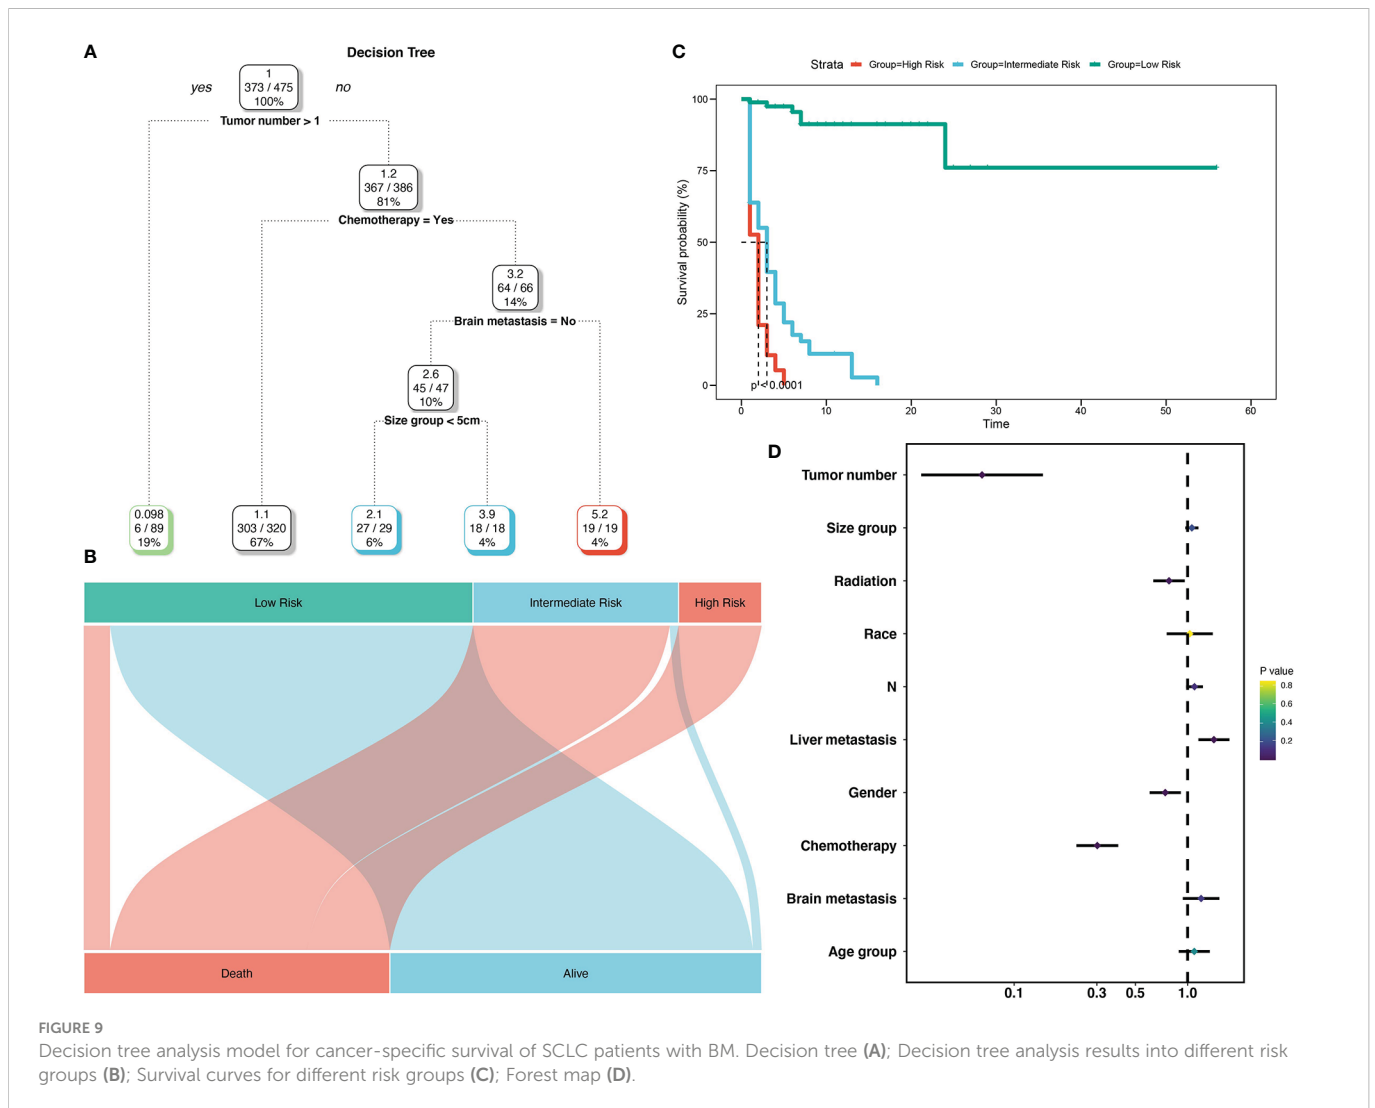 A
Decision Tree
yes
no
1
373 / 475
100%
Tumor number > 1
1.2
367 / 386
81%
Chemotherapy = Yes
3.2
64 / 66
14%
Brain metastasis = No
2.6
45 / 47
10%
Size group < 5cm
0.098
6 / 89
19%
1.1
303 / 320
67%
2.1
27 / 29
6%
3.9
18 / 18
4%
5.2
19 / 19
4%
B
Low Risk
Intermediate Risk
High Risk
Death
Alive
C
Strata
Group=High Risk
Group=Intermediate Risk
Group=Low Risk
Survival probability (%)
100
75
50
25
0
p < 0.0001
0
10
20
30
40
50
60
Time
D
Tumor number
Size group
Radiation
Race
N
Liver metastasis
Gender
Chemotherapy
Brain metastasis
Age group
0.1
0.3
0.5
1.0
P value
0.8
0.6
0.4
0.2
FIGURE 9
Decision tree analysis model for cancer-specific survival of SCLC patients with BM. Decision tree (A); Decision tree analysis results into different risk
groups (B); Survival curves for different risk groups (C); Forest map (D).